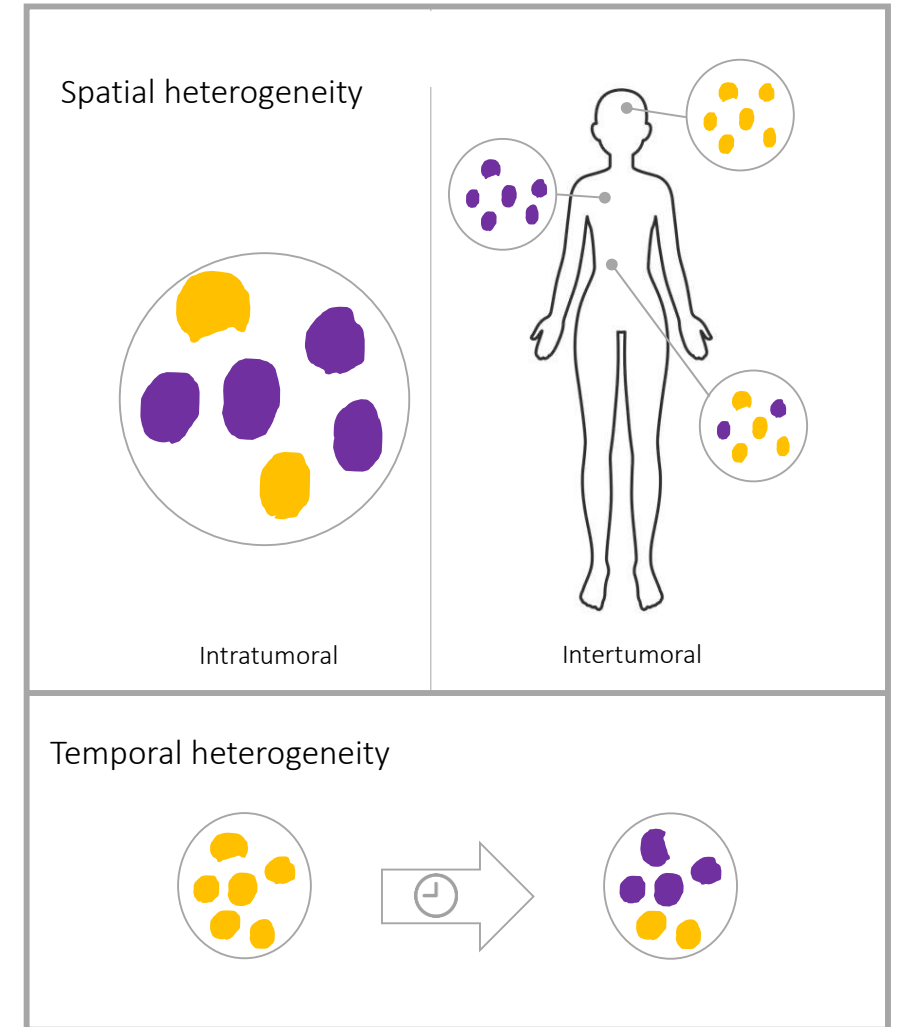 Spatial heterogeneity
Intratumoral
Intertumoral
Temporal heterogeneity